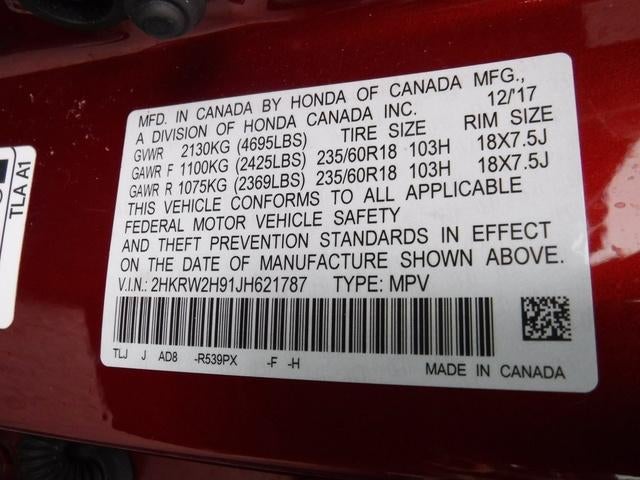 MFD. IN CANADA BY HONDA OF CANADA MFG.,
A DIVISION OF HONDA CANADA INC. 12/'17
GVWR 2130KG (4695LBS) TIRE SIZE RIM SIZE
GAWR F 1100KG (2425LBS) 235/60R18 103H 18X7.5J
GAWR R 1075KG (2369LBS) 235/60R18 103H 18X7.5J
THIS VEHICLE CONFORMS TO ALL APPLICABLE
FEDERAL MOTOR VEHICLE SAFETY
AND THEFT PREVENTION STANDARDS IN EFFECT
ON THE DATE OF MANUFACTURE SHOWN ABOVE.
V.I.N.: 2HKRW2H91JH621787 TYPE: MPV
TLJ J AD8 -R539PX -F -H
MADE IN CANADA
TLA A1